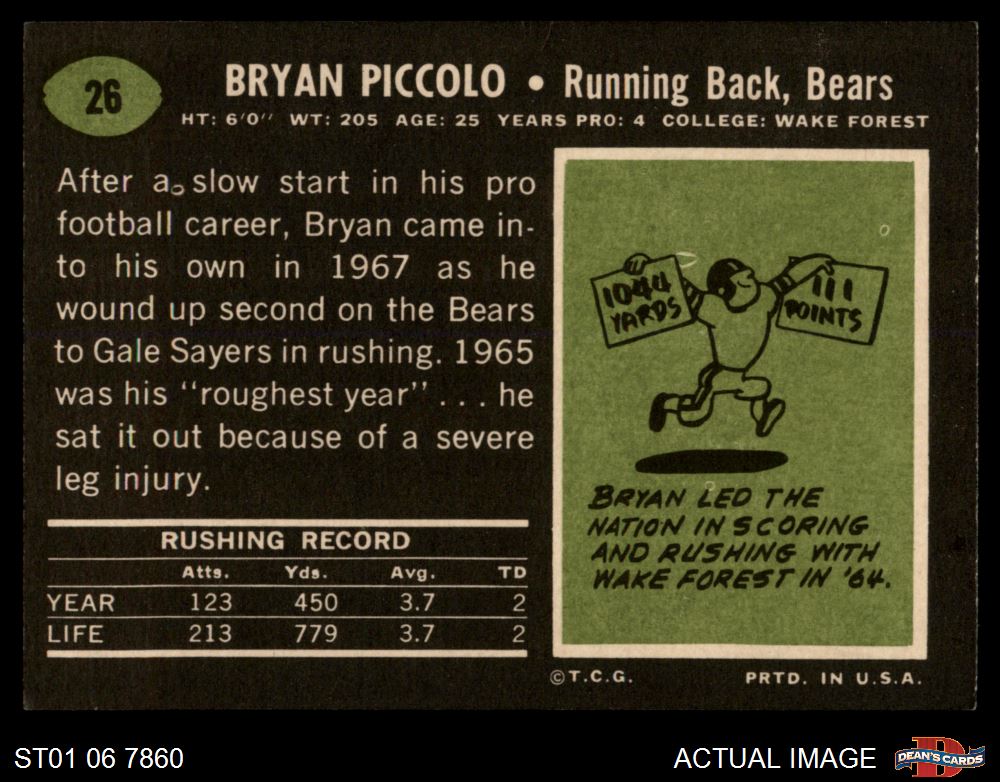 26
BRYAN PICCOLO • Running Back, Bears
HT: 6'0" WT: 205 AGE: 25 YEARS PRO: 4 COLLEGE: WAKE FOREST
After a slow start in his pro
football career, Bryan came in-
to his own in 1967 as he
wound up second on the Bears
to Gale Sayers in rushing. 1965
was his "roughest year" . . . he
sat it out because of a severe
leg injury.
RUSHING RECORD
Atts. Yds. Avg. TD
YEAR 123 450 3.7 2
LIFE 213 779 3.7 2
1044
YARDS
111
POINTS
BRYAN LED THE
NATION IN SCORING
AND RUSHING WITH
WAKE FOREST IN '64.
©T.C.G. PRTD. IN U.S.A.
ST01 06 7860
ACTUAL IMAGE
D
DEAN'S CARDS